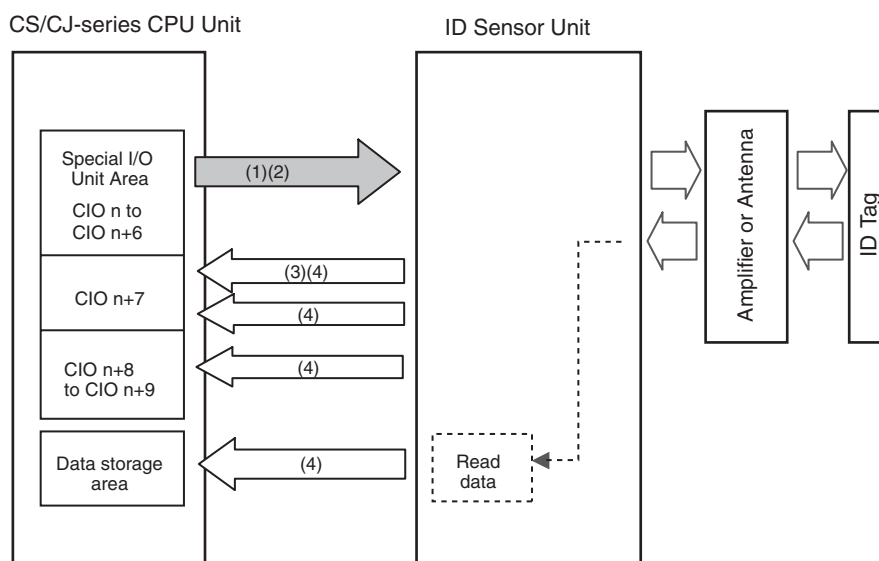 CS/CJ-series CPU Unit
ID Sensor Unit
Special I/O
Unit Area
CIO n to
CIO n+6
(1)(2)
(3)(4)
CIO n+7
(4)
CIO n+8
to CIO n+9
(4)
Data storage
area
(4)
Read
data
Amplifier or Antenna
ID Tag